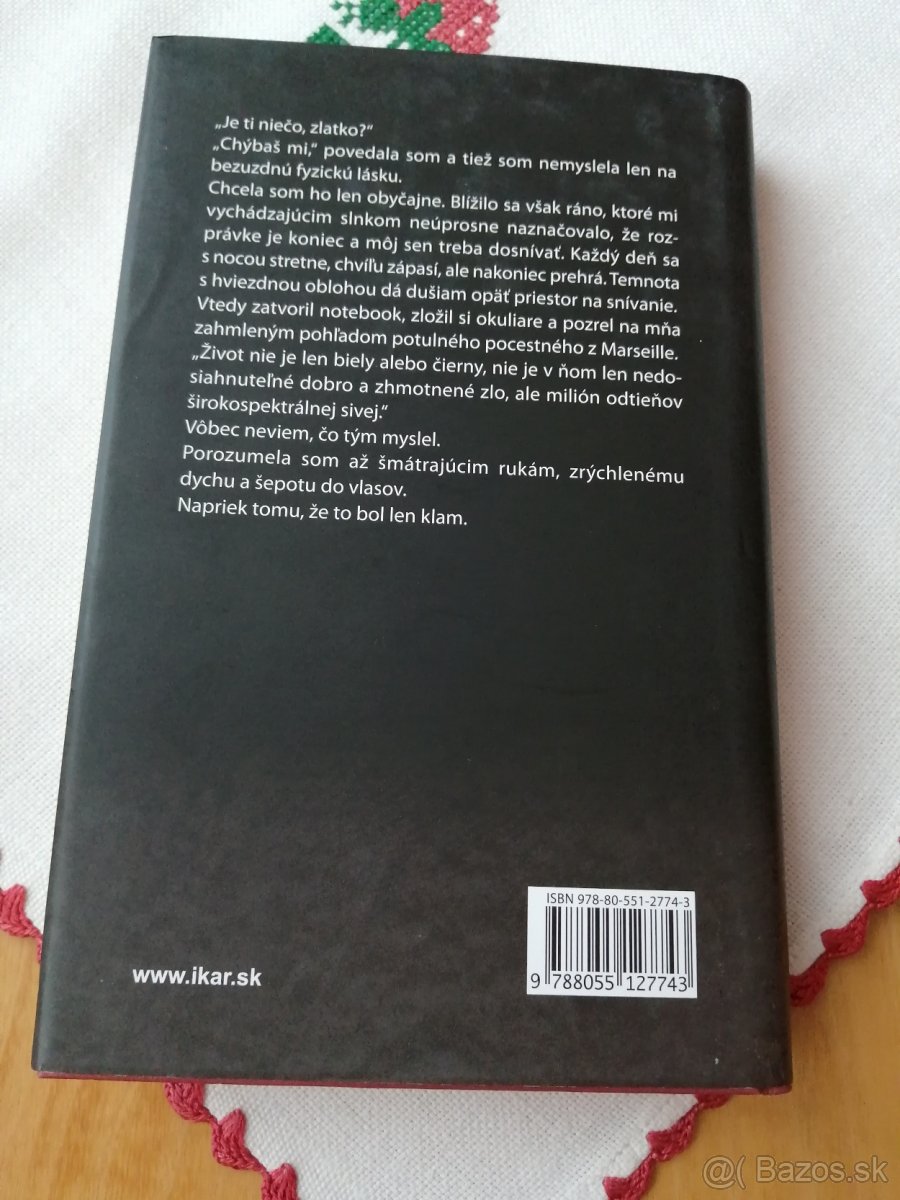 „Je ti niečo, zlatko?“
„Chýbaš mi,“ povedala som a tiež som nemyslela len na
bezuzdnú fyzickú lásku.
Chcela som ho len obyčajne. Blížilo sa však ráno, ktoré mi
vychádzajúcim slnkom neúprosne naznačovalo, že roz-
právke je koniec a môj sen treba dosnívať. Každý deň sa
s nocou stretne, chvíľu zápasí, ale nakoniec prehrá. Temnota
s hviezdnou oblohou dá dušiam opäť priestor na snívanie.
Vtedy zatvoril notebook, zložil si okuliare a pozrel na mňa
zahmleným pohľadom potulného pocestného z Marseille.
„Život nie je len biely alebo čierny, nie je v ňom len nedo-
siahnuteľné dobro a zhmotnené zlo, ale milión odtieňov
širokospektrálnej sivej.“
Vôbec neviem, čo tým myslel.
Porozumela som až šmátrajúcim rukám, zrýchlenému
dychu a šepotu do vlasov.
Napriek tomu, že to bol len klam.
ISBN 978-80-551-2774-3
9 788055 127743
www.ikar.sk
@( Bazos.sk